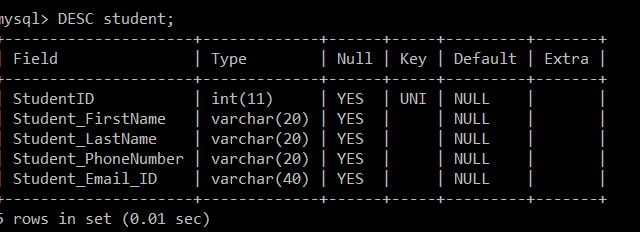 mysql> DESC student;
+---------------------+-------------+------+-----+---------+-------+
| Field               | Type        | Null | Key | Default | Extra |
+---------------------+-------------+------+-----+---------+-------+
| StudentID           | int(11)     | YES  | UNI | NULL    |       |
| Student_FirstName   | varchar(20) | YES  |     | NULL    |       |
| Student_LastName    | varchar(20) | YES  |     | NULL    |       |
| Student_PhoneNumber | varchar(20) | YES  |     | NULL    |       |
| Student_Email_ID    | varchar(40) | YES  |     | NULL    |       |
+---------------------+-------------+------+-----+---------+-------+
5 rows in set (0.01 sec)